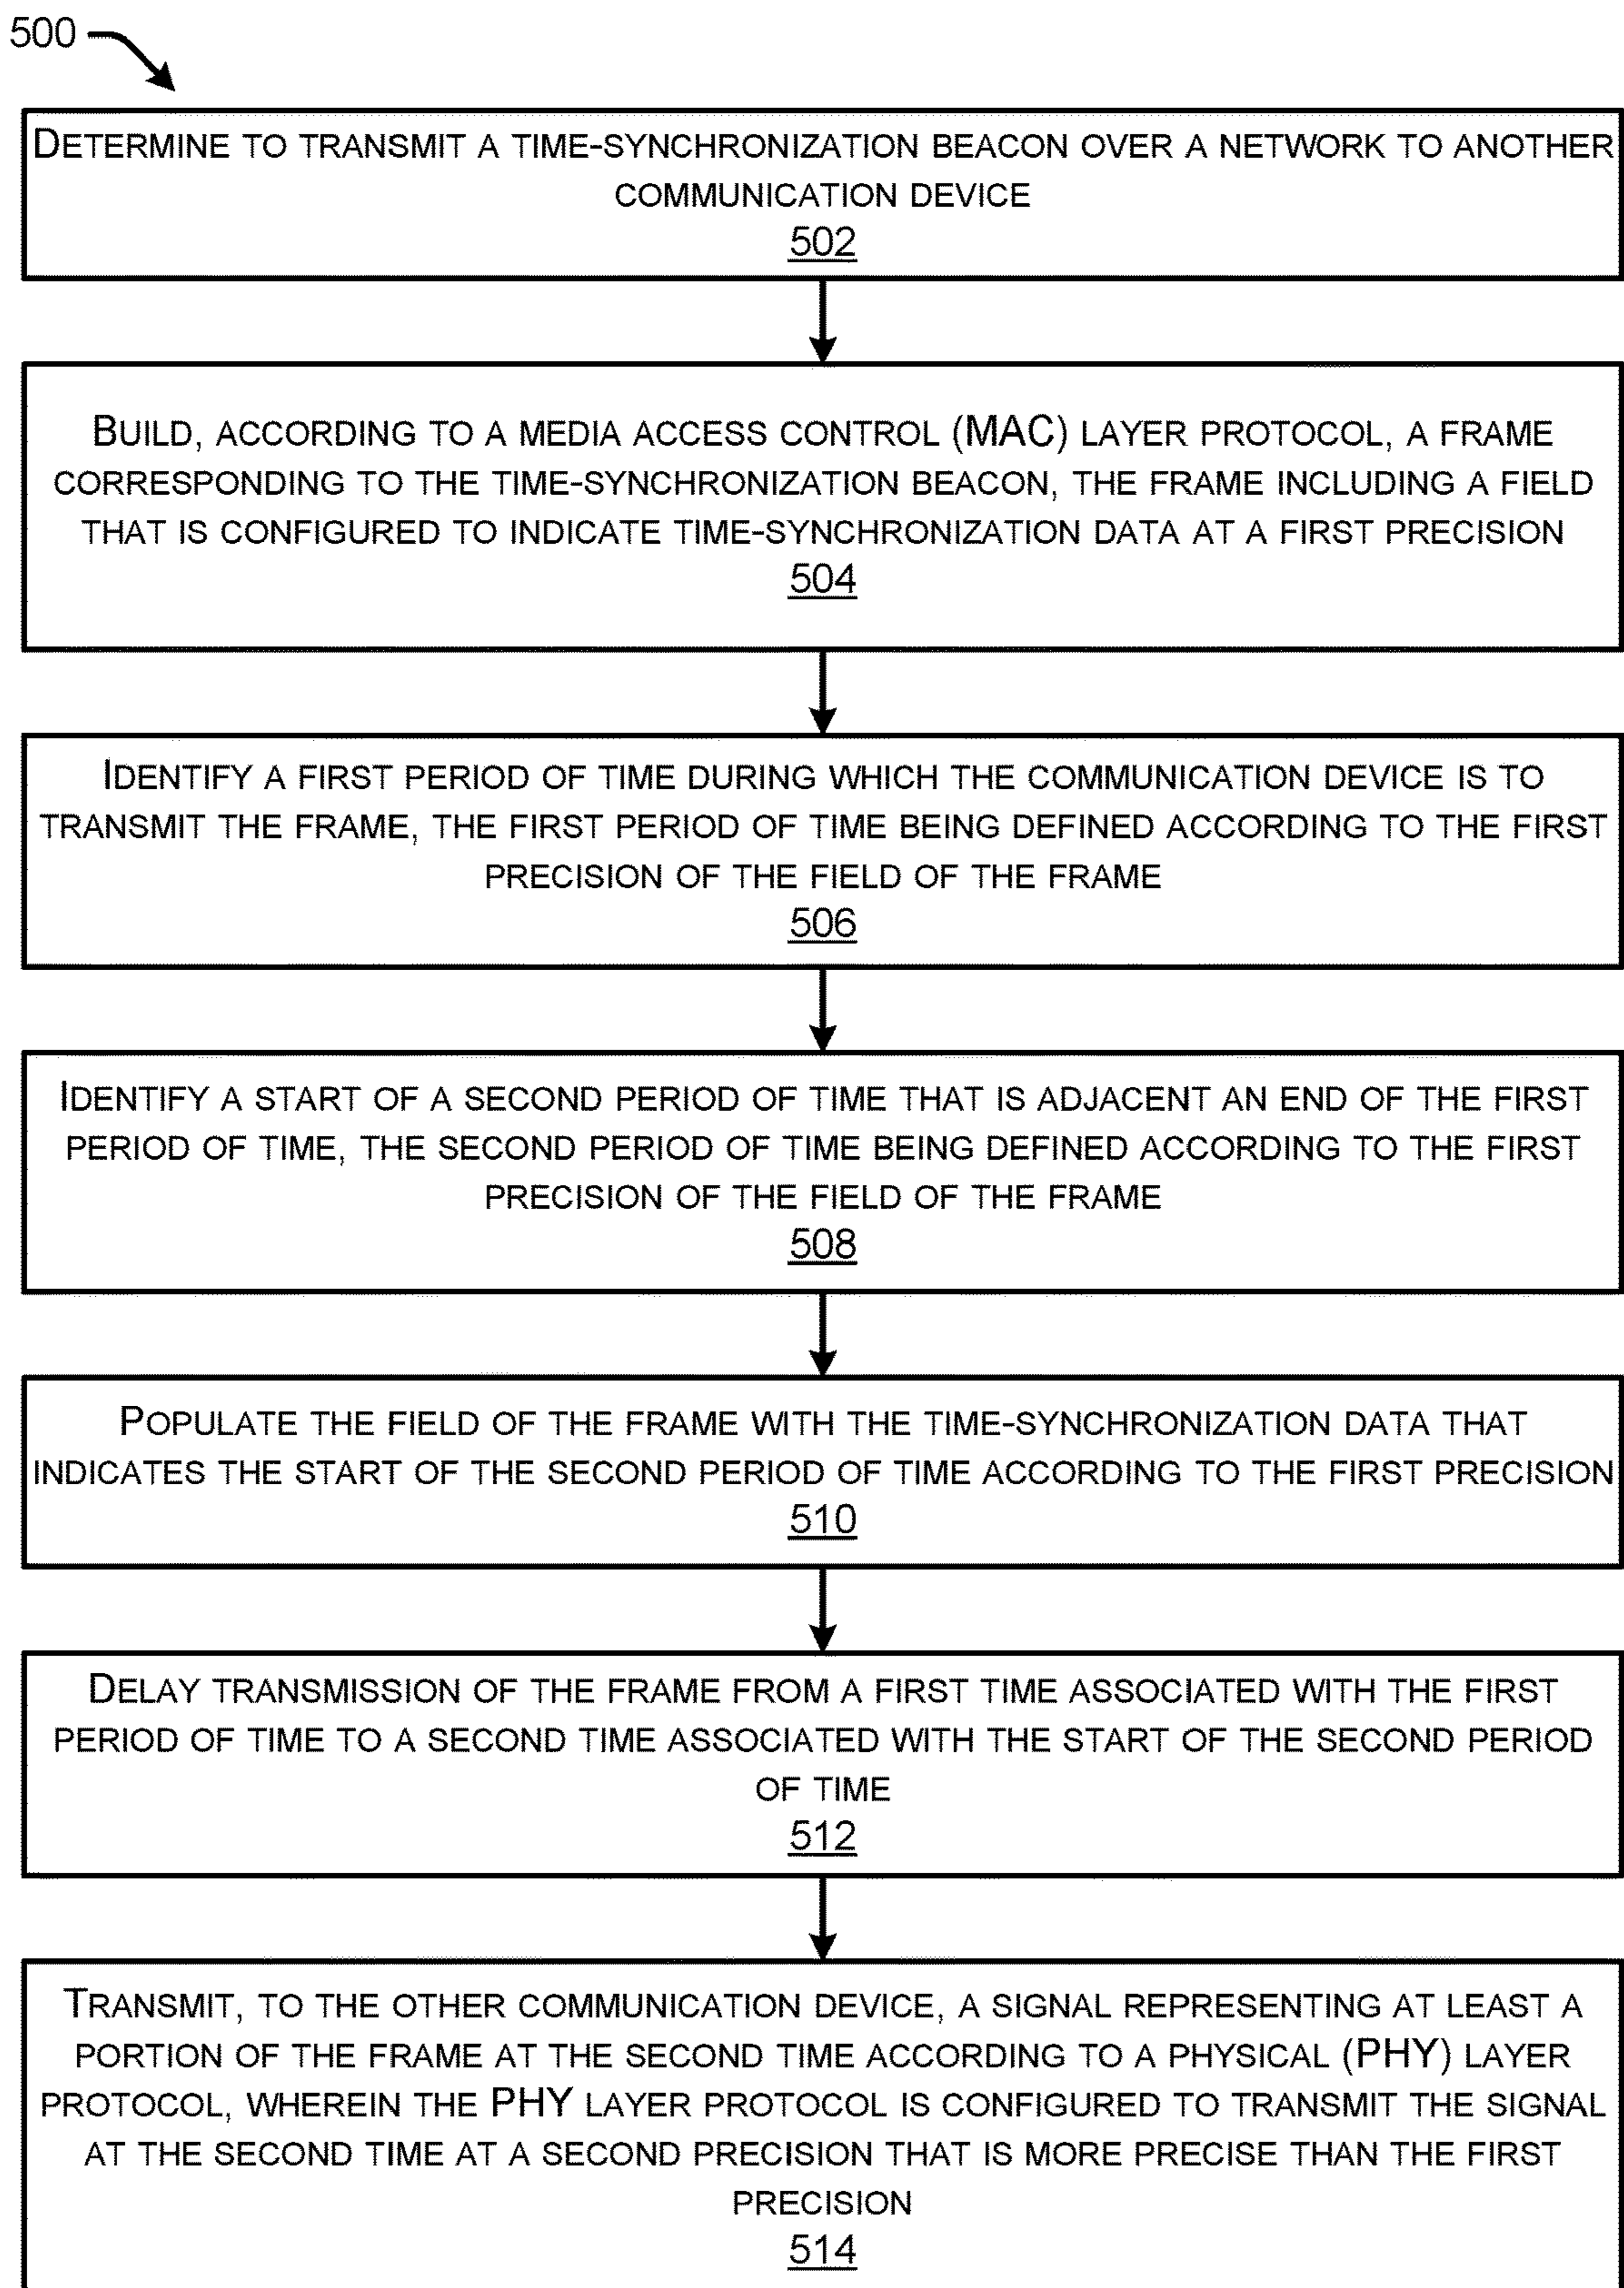 500
DETERMINE TO TRANSMIT A TIME-SYNCHRONIZATION BEACON OVER A NETWORK TO ANOTHER
COMMUNICATION DEVICE
502
BUILD, ACCORDING TO A MEDIA ACCESS CONTROL (MAC) LAYER PROTOCOL, A FRAME
CORRESPONDING TO THE TIME-SYNCHRONIZATION BEACON, THE FRAME INCLUDING A FIELD
THAT IS CONFIGURED TO INDICATE TIME-SYNCHRONIZATION DATA AT A FIRST PRECISION
504
IDENTIFY A FIRST PERIOD OF TIME DURING WHICH THE COMMUNICATION DEVICE IS TO
TRANSMIT THE FRAME, THE FIRST PERIOD OF TIME BEING DEFINED ACCORDING TO THE FIRST
PRECISION OF THE FIELD OF THE FRAME
506
IDENTIFY A START OF A SECOND PERIOD OF TIME THAT IS ADJACENT AN END OF THE FIRST
PERIOD OF TIME, THE SECOND PERIOD OF TIME BEING DEFINED ACCORDING TO THE FIRST
PRECISION OF THE FIELD OF THE FRAME
508
POPULATE THE FIELD OF THE FRAME WITH THE TIME-SYNCHRONIZATION DATA THAT
INDICATES THE START OF THE SECOND PERIOD OF TIME ACCORDING TO THE FIRST PRECISION
510
DELAY TRANSMISSION OF THE FRAME FROM A FIRST TIME ASSOCIATED WITH THE FIRST
PERIOD OF TIME TO A SECOND TIME ASSOCIATED WITH THE START OF THE SECOND PERIOD
OF TIME
512
TRANSMIT, TO THE OTHER COMMUNICATION DEVICE, A SIGNAL REPRESENTING AT LEAST A
PORTION OF THE FRAME AT THE SECOND TIME ACCORDING TO A PHYSICAL (PHY) LAYER
PROTOCOL, WHEREIN THE PHY LAYER PROTOCOL IS CONFIGURED TO TRANSMIT THE SIGNAL
AT THE SECOND TIME AT A SECOND PRECISION THAT IS MORE PRECISE THAN THE FIRST
PRECISION
514